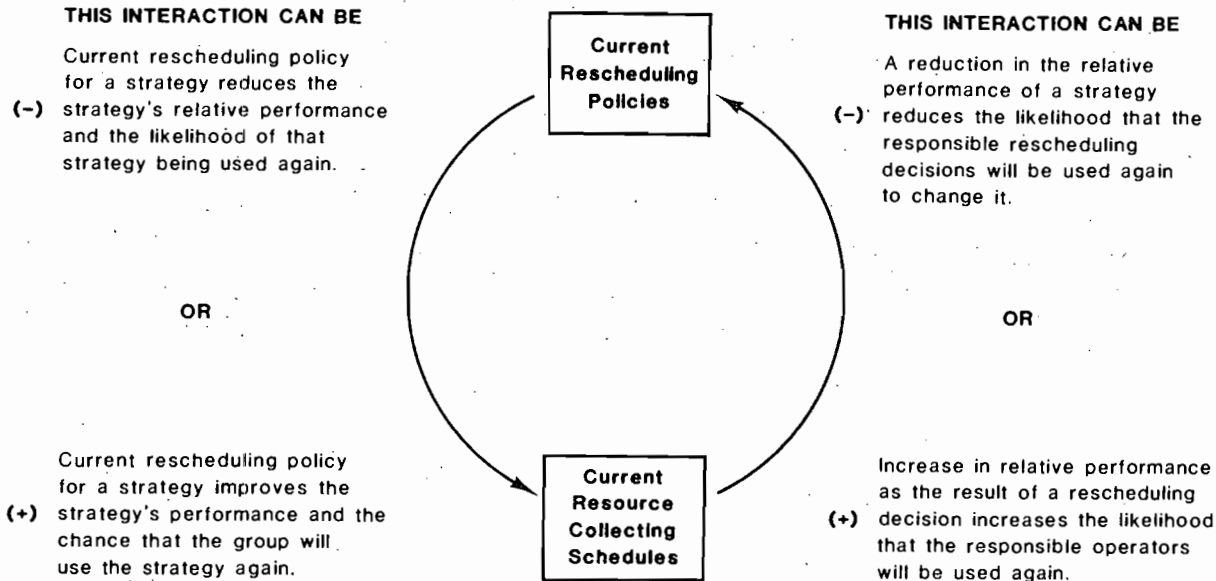 THIS INTERACTION CAN BE
Current rescheduling policy
for a strategy reduces the
(-) strategy's relative performance
and the likelihood of that
strategy being used again.
OR
Current rescheduling policy
for a strategy improves the
(+) strategy's performance and the
chance that the group will
use the strategy again.
Current
Rescheduling
Policies
Current
Resource
Collecting
Schedules
THIS INTERACTION CAN BE
A reduction in the relative
performance of a strategy
(-) reduces the likelihood that the
responsible rescheduling
decisions will be used again
to change it.
OR
Increase in relative performance
as the result of a rescheduling
(+) decision increases the likelihood
that the responsible operators
will be used again.